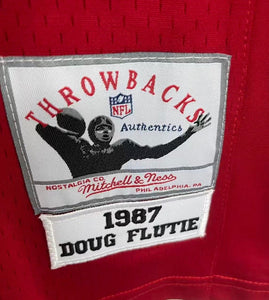 THROWBACKS
NFL
Authentics
NOSTALGIA CO.
Mitchell & Ness
PHILADELPHIA, PA
1987
DOUG FLUTIE